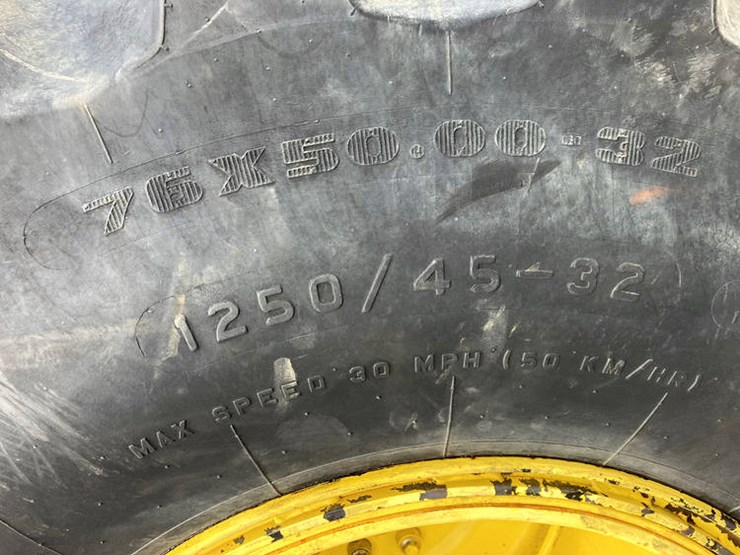 76X50.00-32
1250/45-32
MAX SPEED 30 MPH (50 KM/HR)